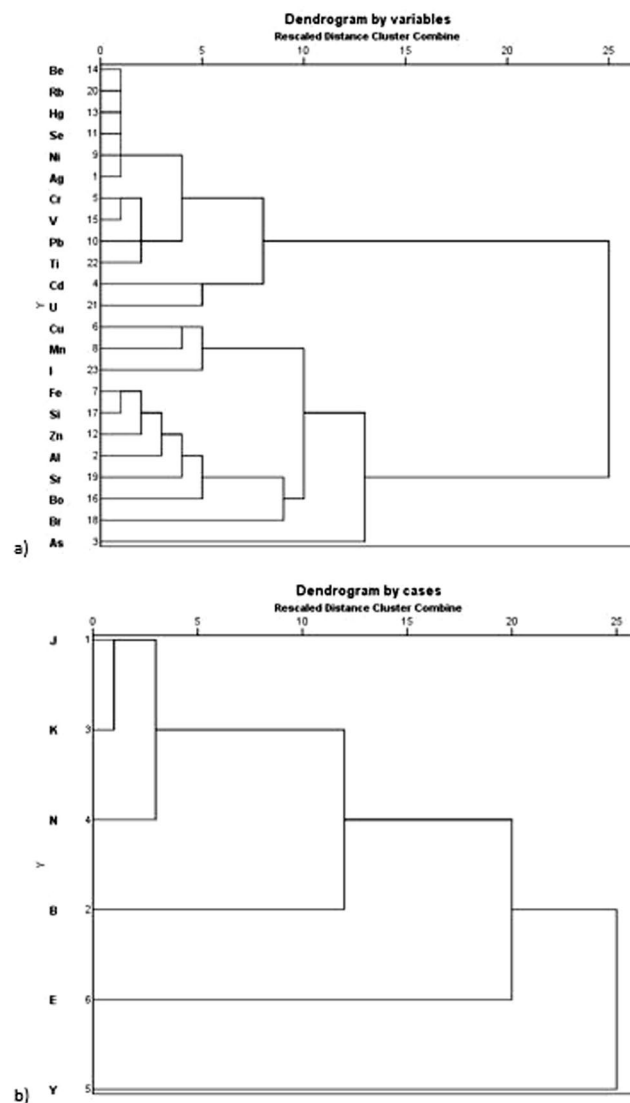 Dendrogram by variables
Rescaled Distance Cluster Combine
0 5 10 15 20 25
Be 14
Rb 20
Hg 13
Se 11
Ni 9
Ag 1
Cr 5
V 15
Pb 10
Ti 22
Cd 4
Y
U 21
Cu 6
Mn 8
I 23
Fe 7
Si 17
Zn 12
Al 2
Sr 19
Bo 16
Br 18
As 3
a)
Dendrogram by cases
Rescaled Distance Cluster Combine
0 5 10 15 20 25
J 1
K 3
N 4
Y
B 2
E 6
Y 5
b)